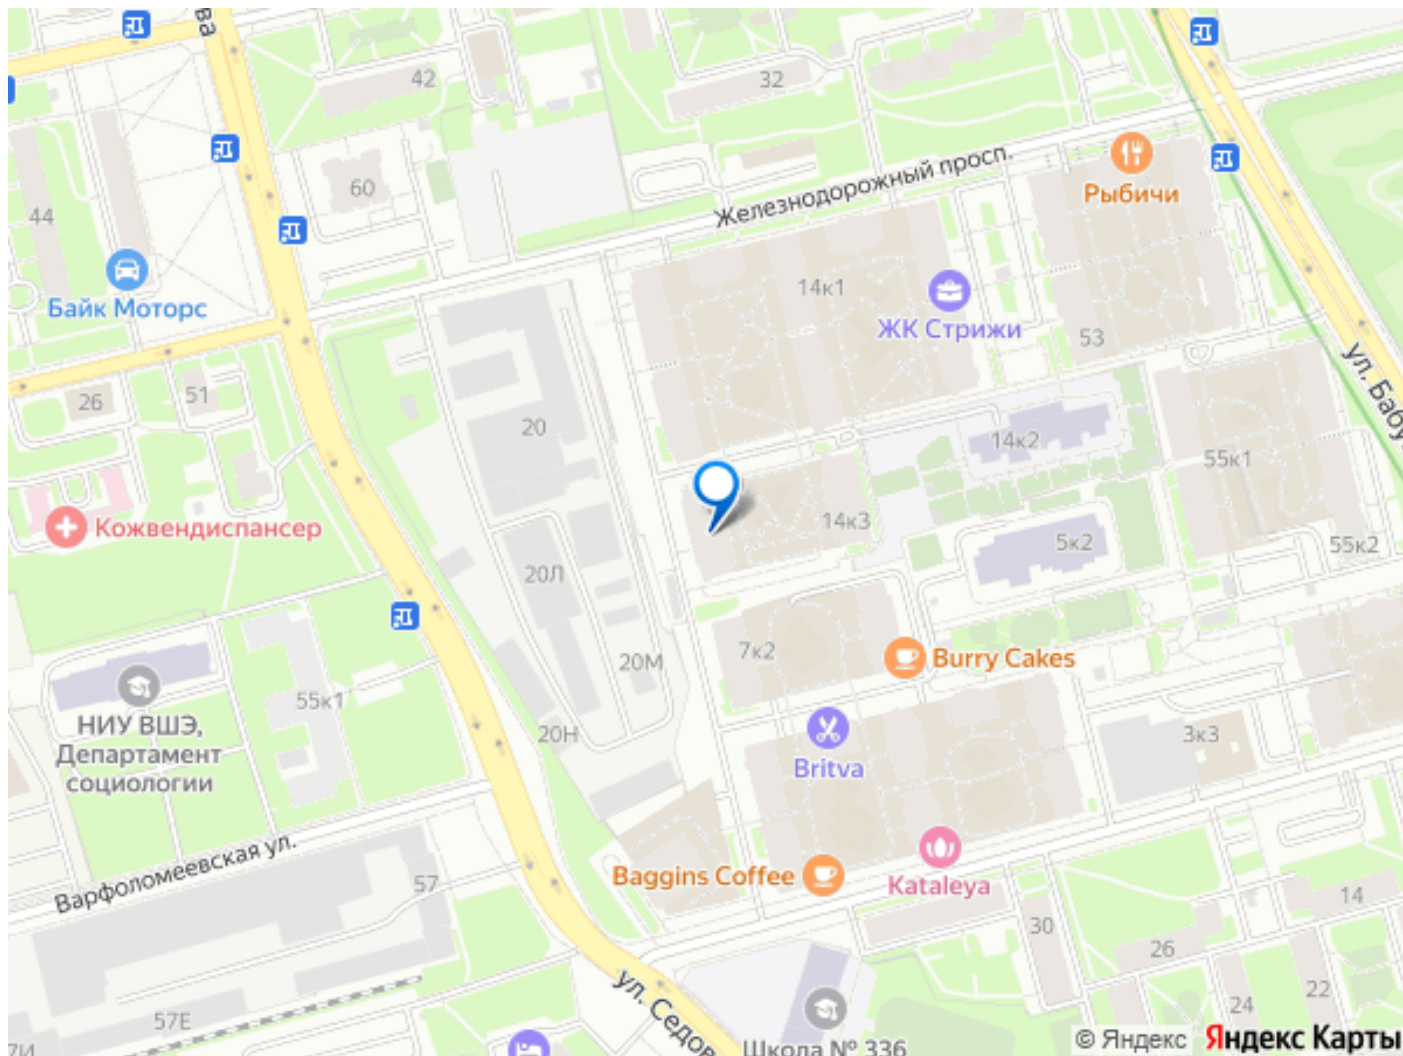 ва
42
32
60
44
Железнодорожный просп.
Рыбичи
Байк Моторс
14к1
ЖК Стрижи
53
ул. Бабу
51
26
20
14к2
55к1
Кожвендиспансер
14к3
5к2
55к2
20Л
7к2
Burry Cakes
20М
55к1
НИУ ВШЭ,
Департамент
социологии
20Н
3к3
Britva
Варфоломеевская ул.
57
Baggins Coffee
Kataleya
14
30
26
ул. Седов
24
22
57Е
7И
Школа № 336
© Яндекс Яндекс Карты